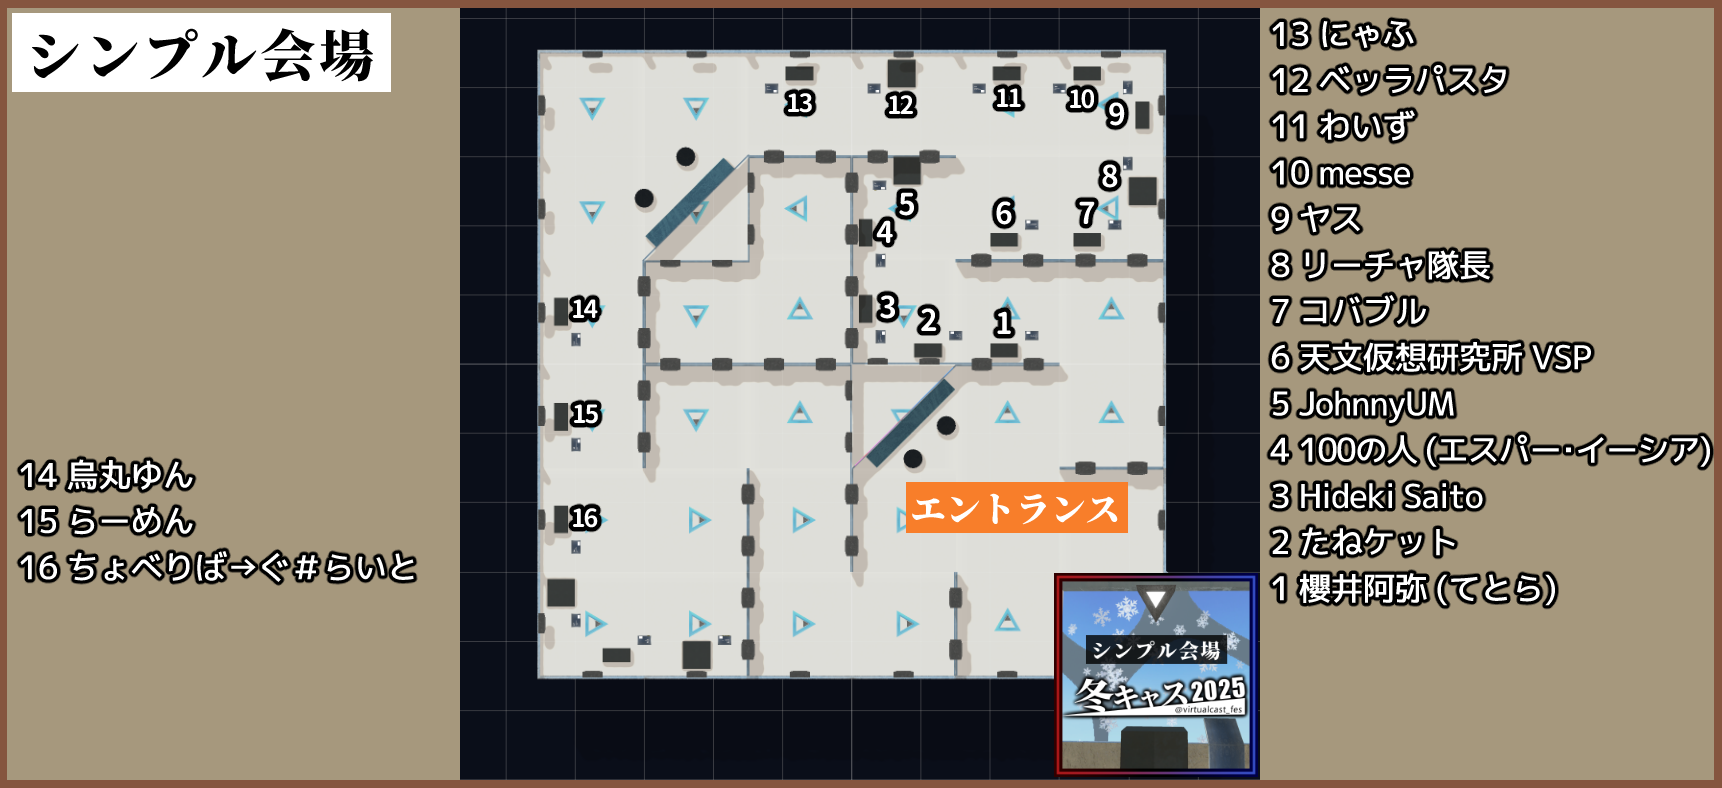 シンプル会場
14 烏丸ゆん
15 らーめん
16 ちょべりば→ぐ＃らいと
13
12
11
10
9
8
5
6
7
4
14
3
2
1
15
16
エントランス
シンプル会場
冬キャス2025
@virtualcast_fes
13 にゃふ
12 ベッラパスタ
11 わいず
10 messe
9 ヤス
8 リーチャ隊長
7 コバブル
6 天文仮想研究所 VSP
5 JohnnyUM
4 100の人 (エスパー･イーシア)
3 Hideki Saito
2 たねケット
1 櫻井阿弥 (てとら)